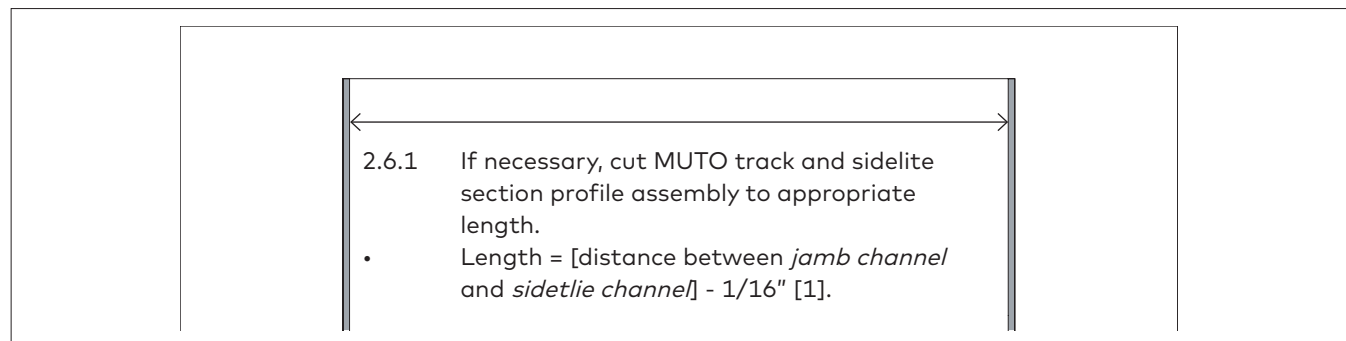 2.6.1 If necessary, cut MUTO track and sidelite
section profile assembly to appropriate
length.
• Length = [distance between jamb channel
and sidetlie channel] - 1/16″ [1].